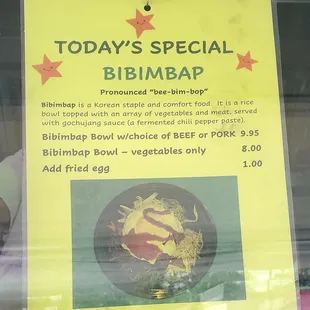 TODAY'S SPECIAL
BIBIMBAP
Pronounced "bee-bim-bop"
Bibimbap is a Korean staple and comfort food. It is a rice
bowl topped with an array of vegetables and meat, served
with gochujang sauce (a fermented chili pepper paste).
Bibimbap Bowl w/choice of BEEF or PORK 9.95
Bibimbap Bowl – vegetables only 8.00
Add fried egg 1.00